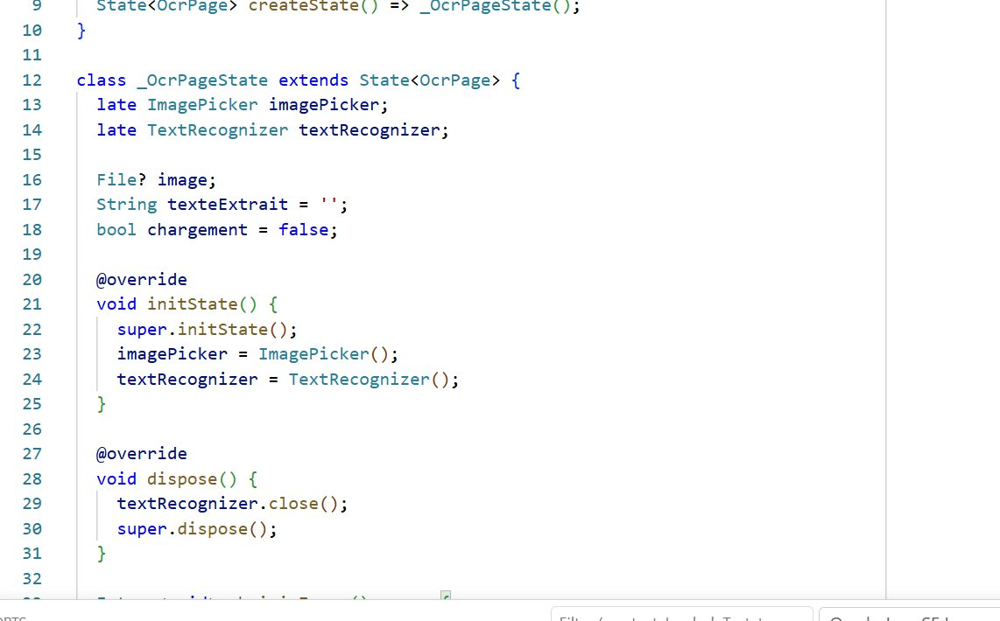 9 State<OcrPage> createState() => _OcrPageState();
10 }
11
12 class _OcrPageState extends State<OcrPage> {
13 late ImagePicker imagePicker;
14 late TextRecognizer textRecognizer;
15
16 File? image;
17 String texteExtrait = '';
18 bool chargement = false;
19
20 @override
21 void initState() {
22 super.initState();
23 imagePicker = ImagePicker();
24 textRecognizer = TextRecognizer();
25 }
26
27 @override
28 void dispose() {
29 textRecognizer.close();
30 super.dispose();
31 }
32